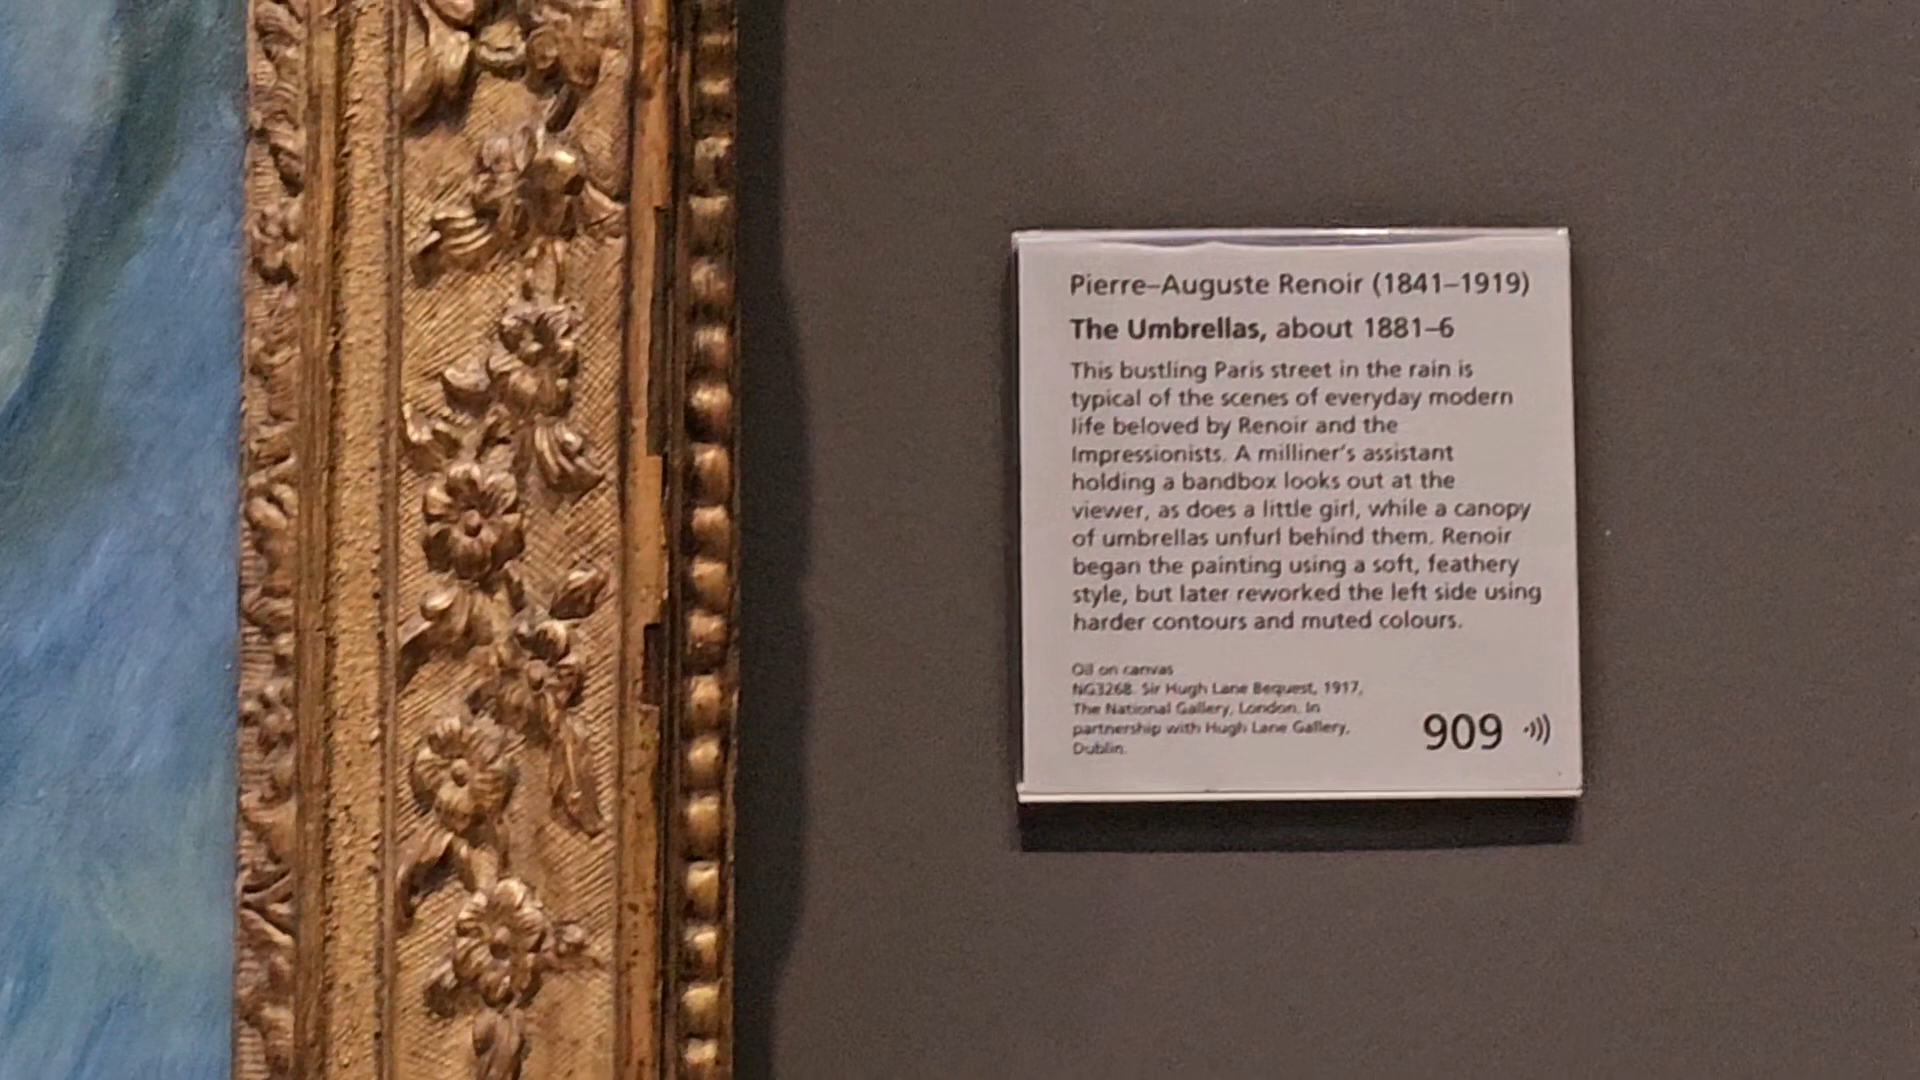 Pierre–Auguste Renoir (1841–1919)
The Umbrellas, about 1881–6
This bustling Paris street in the rain is
typical of the scenes of everyday modern
life beloved by Renoir and the
Impressionists. A milliner's assistant
holding a bandbox looks out at the
viewer, as does a little girl, while a canopy
of umbrellas unfurl behind them. Renoir
began the painting using a soft, feathery
style, but later reworked the left side using
harder contours and muted colours.
Oil on canvas
NG3268. Sir Hugh Lane Bequest, 1917,
The National Gallery, London. In
partnership with Hugh Lane Gallery,
Dublin.
909